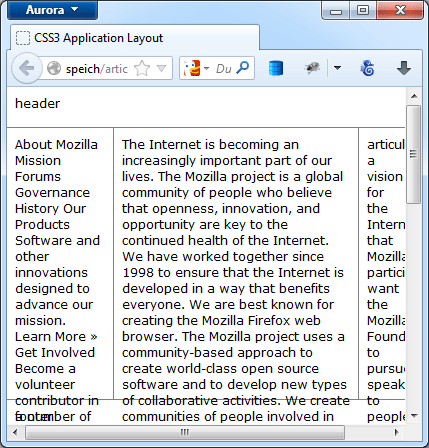 Aurora
CSS3 Application Layout
speich/artic
Du
header
About Mozilla
Mission
Forums
Governance
History Our
Products
Software and
other
innovations
designed to
advance our
mission.
Learn More »
Get Involved
Become a
volunteer
contributor in
a number of
footer
The Internet is becoming an
increasingly important part of our
lives. The Mozilla project is a global
community of people who believe
that openness, innovation, and
opportunity are key to the
continued health of the Internet.
We have worked together since
1998 to ensure that the Internet is
developed in a way that benefits
everyone. We are best known for
creating the Mozilla Firefox web
browser. The Mozilla project uses a
community-based approach to
create world-class open source
software and to develop new types
of collaborative activities. We create
communities of people involved in
articul
a
vision
for
the
Intern
that
Mozilla
partici
want
the
Mozilla
Found
to
pursue
speak
to
people